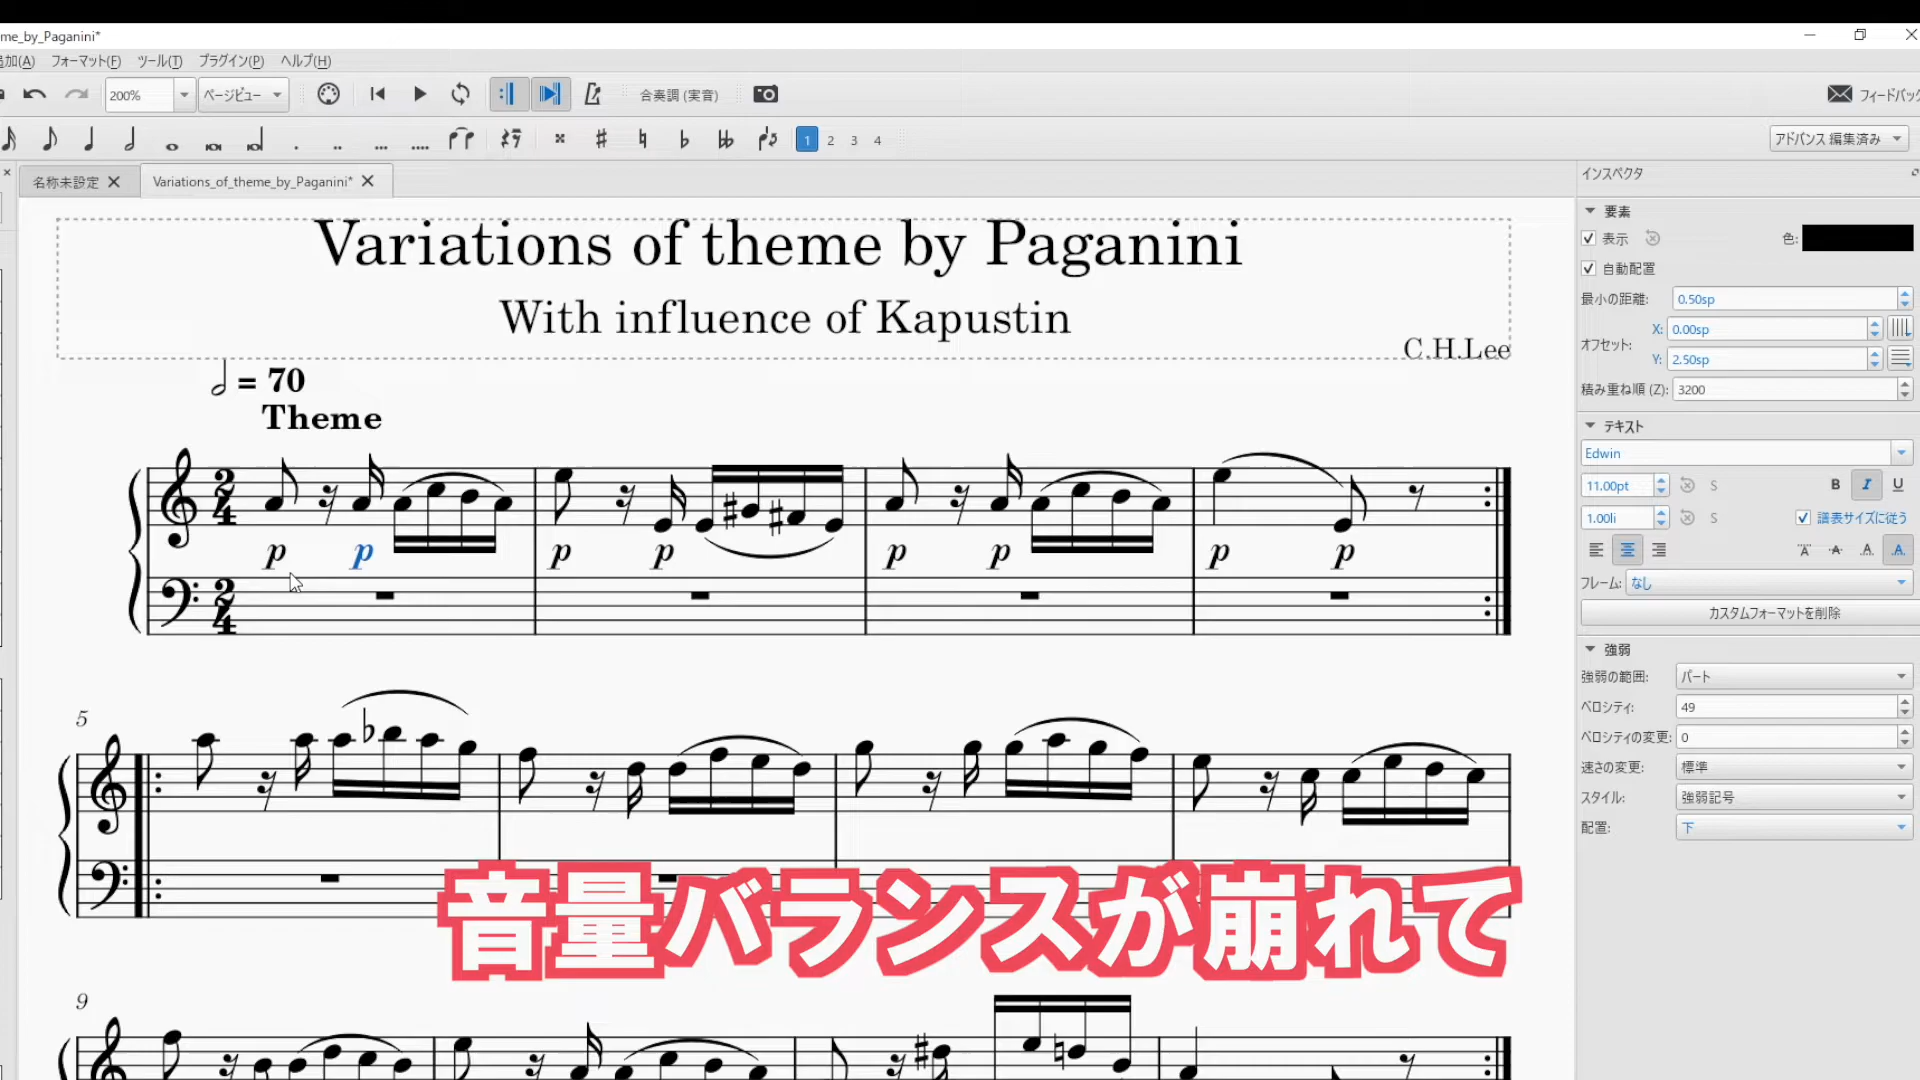 me_by_Paganini*
追加(A) フォーマット(F) ツール(T) プラグイン(P) ヘルプ(H)
200% ページビュー 合奏調 (実音) フィードバック
1 2 3 4 アドバンス 編集済み
名称未設定 Variations_of_theme_by_Paganini*
インスペクタ
要素
表示 色:
自動配置
最小の距離: 0.50sp
オフセット: X: 0.00sp
Y: 2.50sp
積み重ね順 (Z): 3200
テキスト
Edwin
11.00pt S B I U
1.00li S 譜表サイズに従う
フレーム: なし
カスタムフォーマットを削除
強弱
強弱の範囲: パート
ベロシティ: 49
ベロシティの変更: 0
速さの変更: 標準
スタイル: 強弱記号
配置: 下
Variations of theme by Paganini
With influence of Kapustin
C.H.Lee
= 70
Theme
2 4
p p p p p p p p
2 4
5
音量バランスが崩れて
9